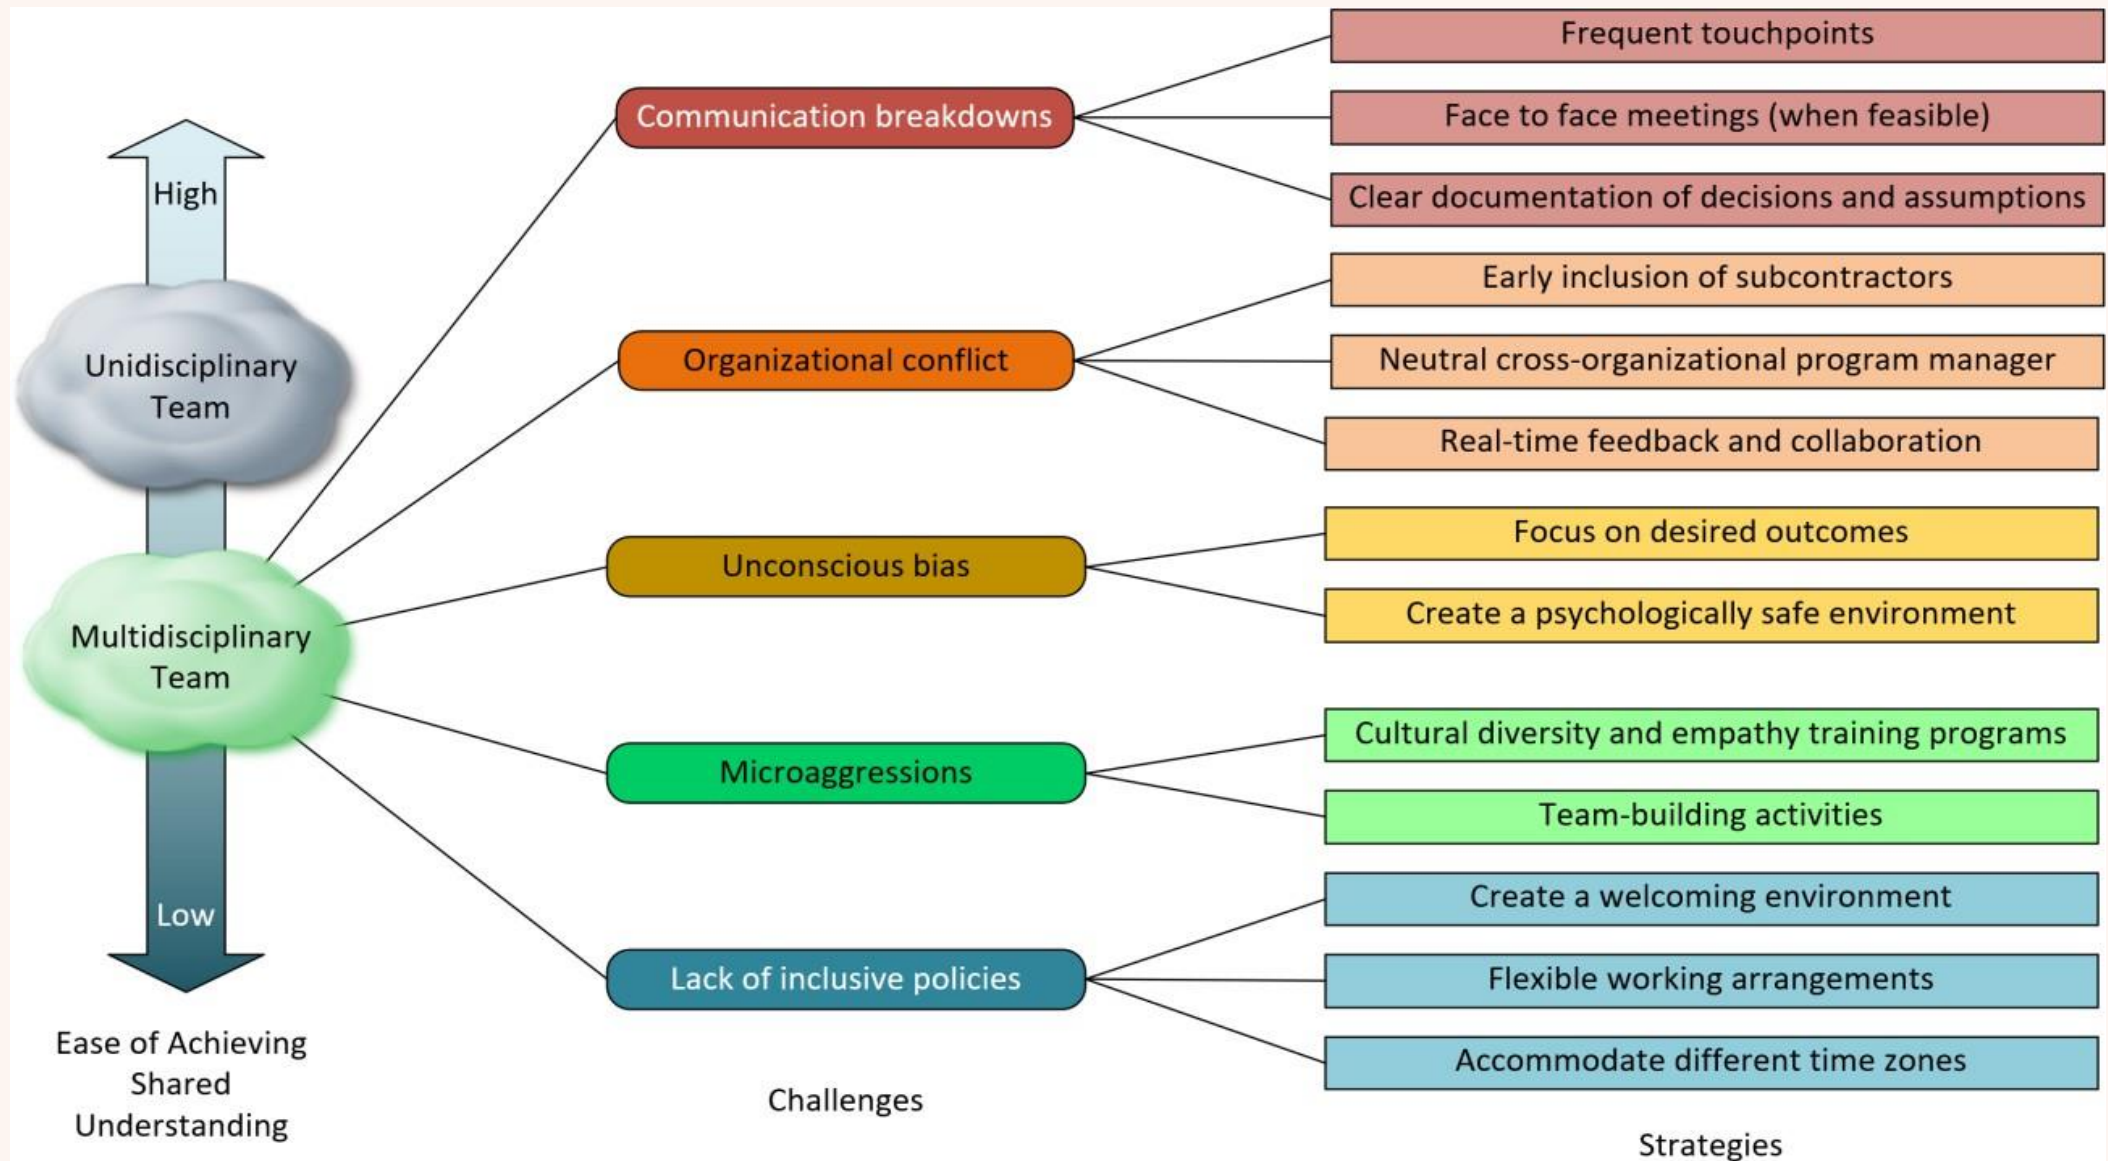 High
Unidisciplinary
Team
Multidisciplinary
Team
Low
Ease of Achieving
Shared
Understanding
Communication breakdowns
Organizational conflict
Unconscious bias
Microaggressions
Lack of inclusive policies
Challenges
Frequent touchpoints
Face to face meetings (when feasible)
Clear documentation of decisions and assumptions
Early inclusion of subcontractors
Neutral cross-organizational program manager
Real-time feedback and collaboration
Focus on desired outcomes
Create a psychologically safe environment
Cultural diversity and empathy training programs
Team-building activities
Create a welcoming environment
Flexible working arrangements
Accommodate different time zones
Strategies